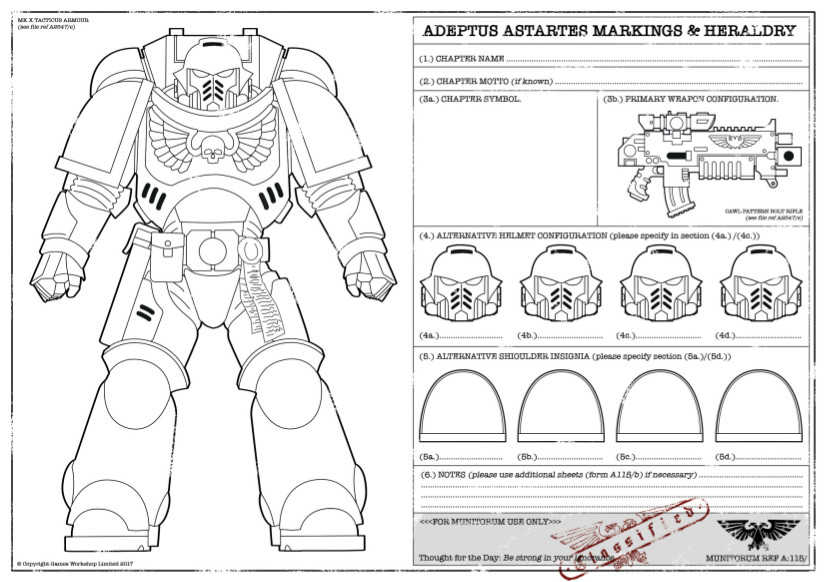 MK X TACTICUS ARMOUR
(see file ref A2547/e)
© Copyright Games Workshop Limited 2017
ADEPTUS ASTARTES MARKINGS & HERALDRY
(1.) CHAPTER NAME
(2.) CHAPTER MOTTO (if known)
(3a.) CHAPTER SYMBOL.
(3b.) PRIMARY WEAPON CONFIGURATION.
CAWL PATTERN BOLT RIFLE
(see file ref A2547/e)
(4.) ALTERNATIVE HELMET CONFIGURATION (please specify in section (4a.) /(4c.))
(4a.) (4b.) (4c.) (4d.)
(5.) ALTERNATIVE SHOULDER INSIGNIA (please specify section (5a.)/(5d.))
(5a.) (5b.) (5c.) (5d.)
(6.) NOTES (please use additional sheets (form A115/b) if necessary)
<<<FOR MUNITORUM USE ONLY>>>
Classified.
Thought for the Day: Be strong in your ignorance.
MUNITORUM REF A:115/